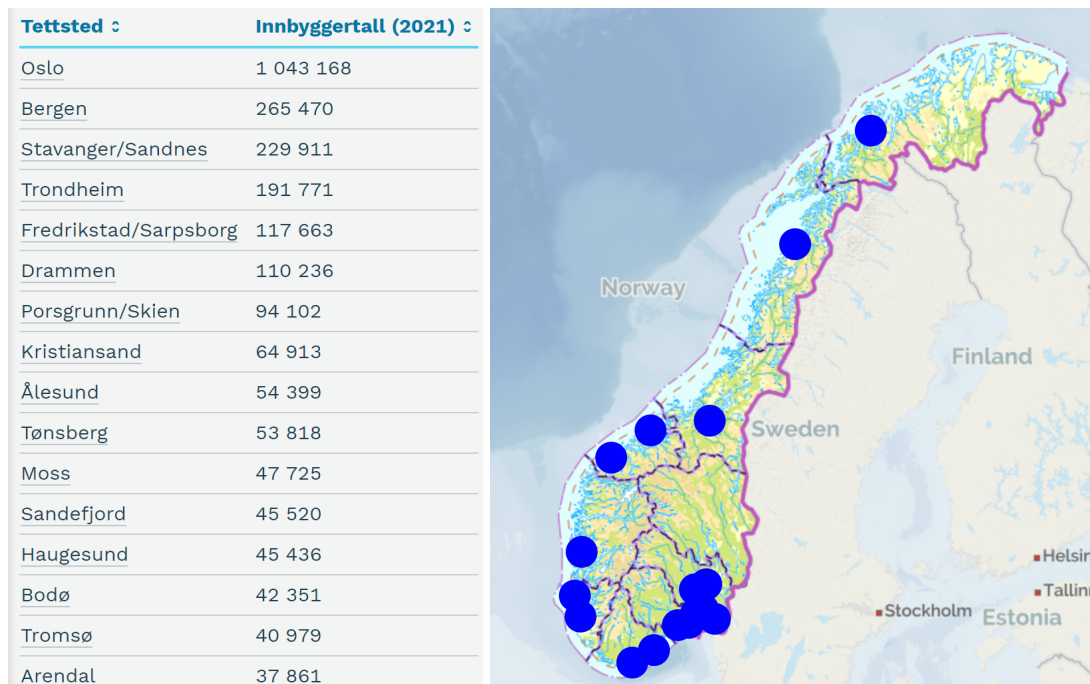 Tettsted Innbyggertall (2021)
Oslo 1 043 168
Bergen 265 470
Stavanger/Sandnes 229 911
Trondheim 191 771
Fredrikstad/Sarpsborg 117 663
Drammen 110 236
Porsgrunn/Skien 94 102
Kristiansand 64 913
Ålesund 54 399
Tønsberg 53 818
Moss 47 725
Sandefjord 45 520
Haugesund 45 436
Bodø 42 351
Tromsø 40 979
Arendal 37 861
Norway
Finland
Sweden
Helsin
Tallinn
Stockholm
Estonia